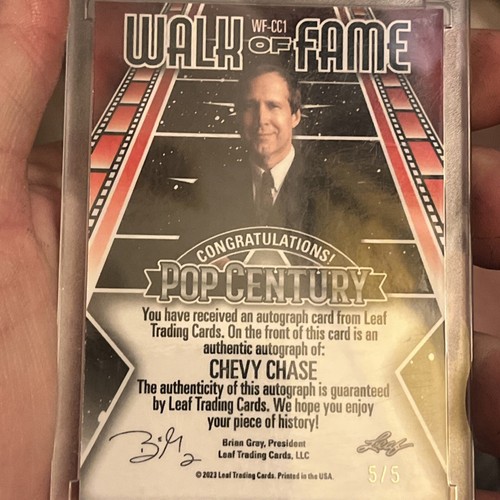 WF-CC1
WALK OF FAME
CONGRATULATIONS!
POP CENTURY
You have received an autograph card from Leaf
Trading Cards. On the front of this card is an
authentic autograph of:
CHEVY CHASE
The authenticity of this autograph is guaranteed
by Leaf Trading Cards. We hope you enjoy
your piece of history!
Brian Gray, President
Leaf Trading Cards, LLC
Leaf
© 2023 Leaf Trading Cards. Printed in the USA.
5/5